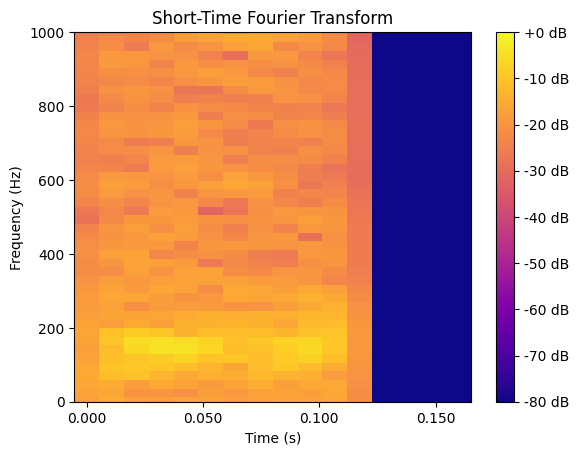 Short-Time Fourier Transform
Frequency (Hz)
1000
800
600
400
200
0
0.000
0.050
0.100
0.150
Time (s)
+0 dB
-10 dB
-20 dB
-30 dB
-40 dB
-50 dB
-60 dB
-70 dB
-80 dB